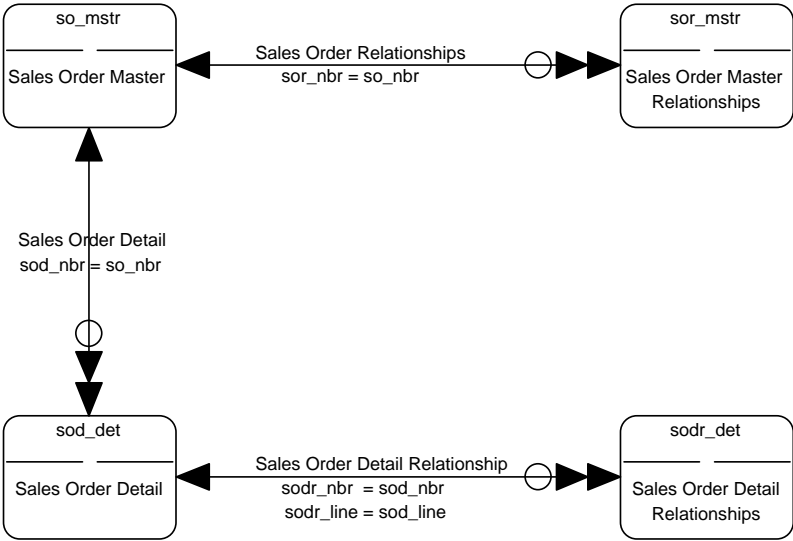 so_mstr
Sales Order Master
Sales Order Relationships
sor_nbr = so_nbr
sor_mstr
Sales Order Master
Relationships
Sales Order Detail
sod_nbr = so_nbr
sod_det
Sales Order Detail
Sales Order Detail Relationship
sodr_nbr = sod_nbr
sodr_line = sod_line
sodr_det
Sales Order Detail
Relationships